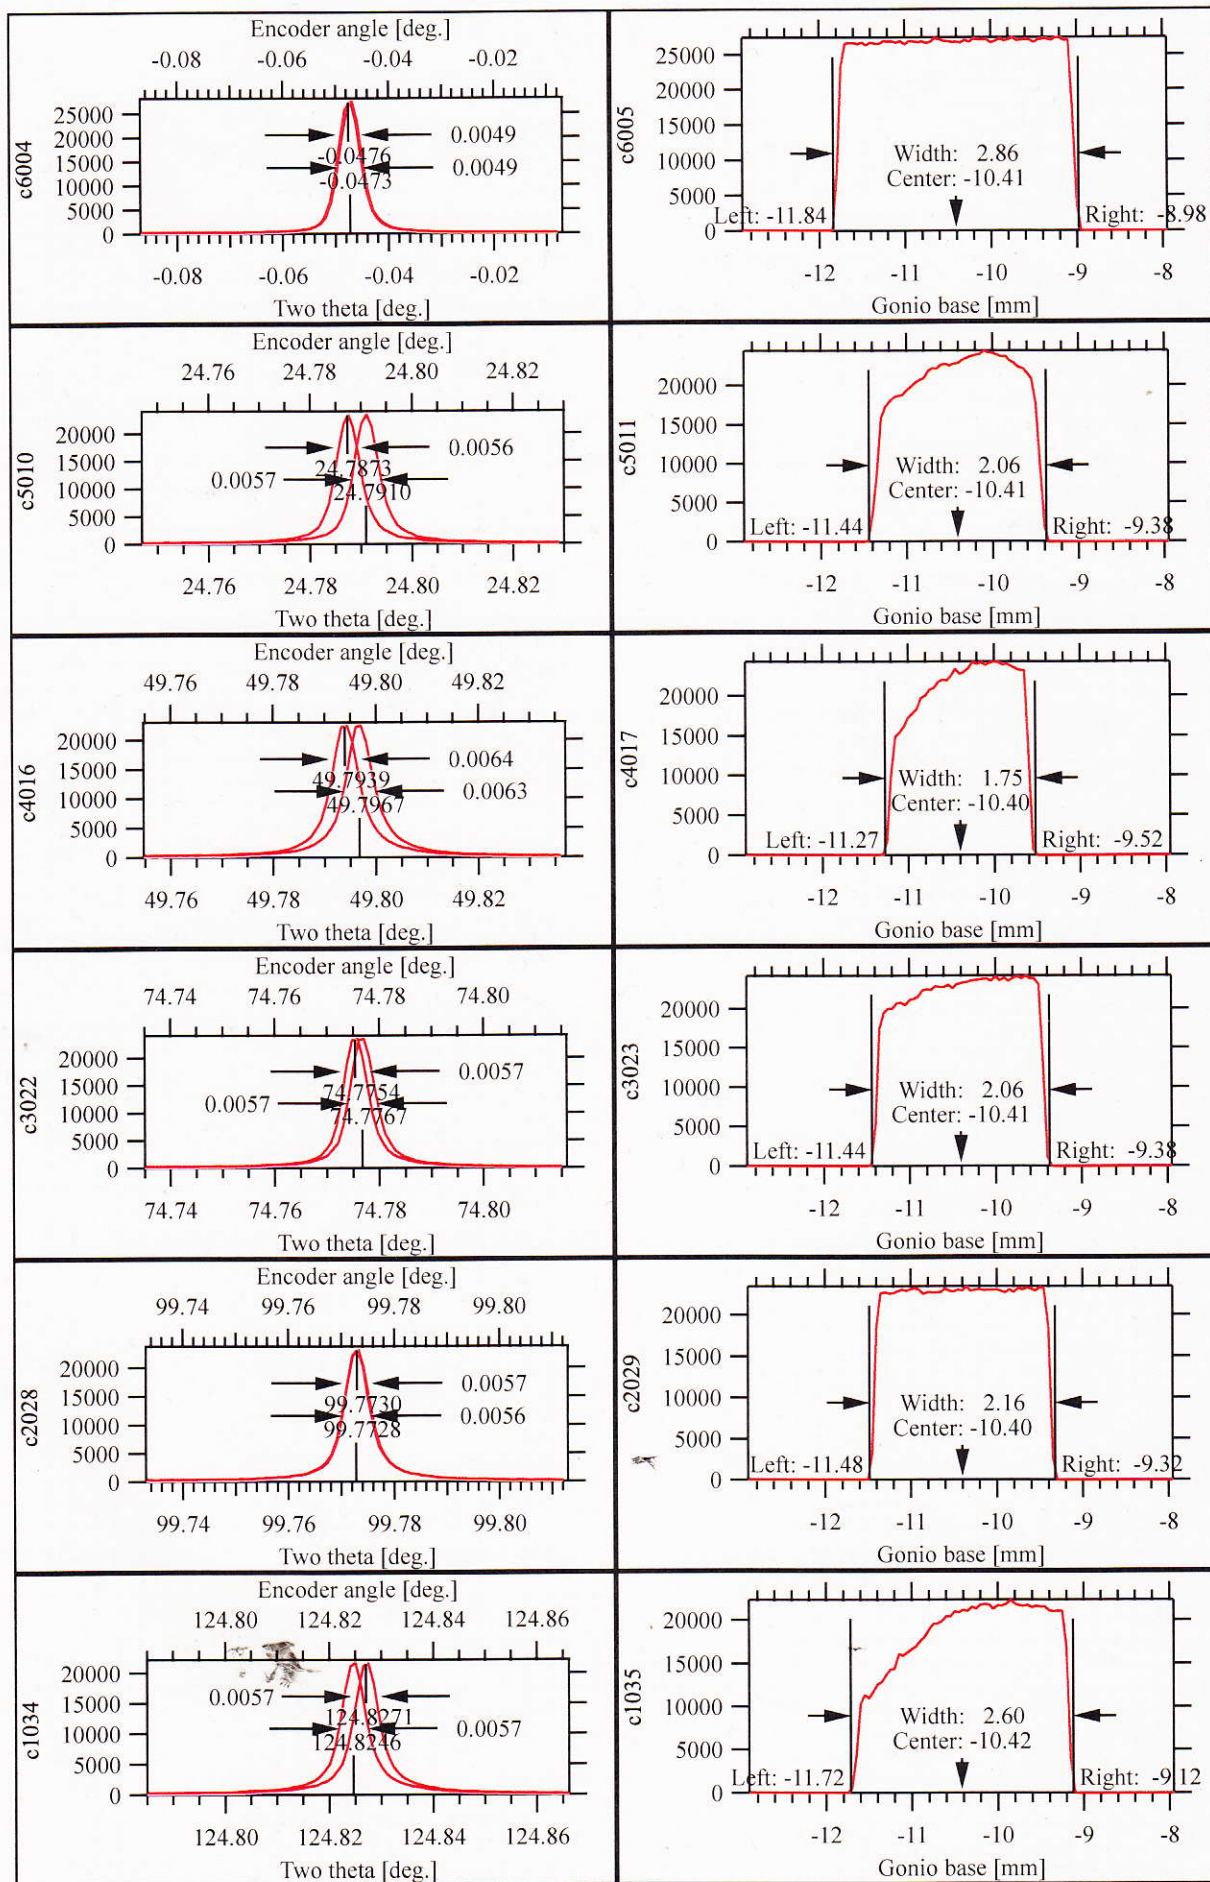 Encoder angle [deg.]
-0.08 -0.06 -0.04 -0.02
c6004
25000
20000
15000
10000
5000
0
0.0049
-0.0476
0.0049
-0.0473
-0.08 -0.06 -0.04 -0.02
Two theta [deg.]
c6005
25000
20000
15000
10000
5000
0
Width: 2.86
Center: -10.41
Left: -11.84 Right: -8.98
-12 -11 -10 -9 -8
Gonio base [mm]
Encoder angle [deg.]
24.76 24.78 24.80 24.82
c5010
20000
15000
10000
5000
0
0.0056
24.7873
0.0057
24.7910
24.76 24.78 24.80 24.82
Two theta [deg.]
c5011
20000
15000
10000
5000
0
Width: 2.06
Center: -10.41
Left: -11.44 Right: -9.38
-12 -11 -10 -9 -8
Gonio base [mm]
Encoder angle [deg.]
49.76 49.78 49.80 49.82
c4016
20000
15000
10000
5000
0
0.0064
49.7939
0.0063
49.7967
49.76 49.78 49.80 49.82
Two theta [deg.]
c4017
20000
15000
10000
5000
0
Width: 1.75
Center: -10.40
Left: -11.27 Right: -9.52
-12 -11 -10 -9 -8
Gonio base [mm]
Encoder angle [deg.]
74.74 74.76 74.78 74.80
c3022
20000
15000
10000
5000
0
0.0057
74.7754
0.0057
74.7767
74.74 74.76 74.78 74.80
Two theta [deg.]
c3023
20000
15000
10000
5000
0
Width: 2.06
Center: -10.41
Left: -11.44 Right: -9.38
-12 -11 -10 -9 -8
Gonio base [mm]
Encoder angle [deg.]
99.74 99.76 99.78 99.80
c2028
20000
15000
10000
5000
0
0.0057
99.7730
0.0056
99.7728
99.74 99.76 99.78 99.80
Two theta [deg.]
c2029
20000
15000
10000
5000
0
Width: 2.16
Center: -10.40
Left: -11.48 Right: -9.32
-12 -11 -10 -9 -8
Gonio base [mm]
Encoder angle [deg.]
124.80 124.82 124.84 124.86
c1034
20000
15000
10000
5000
0
0.0057
124.8271
0.0057
124.8246
124.80 124.82 124.84 124.86
Two theta [deg.]
c1035
20000
15000
10000
5000
0
Width: 2.60
Center: -10.42
Left: -11.72 Right: -9.12
-12 -11 -10 -9 -8
Gonio base [mm]